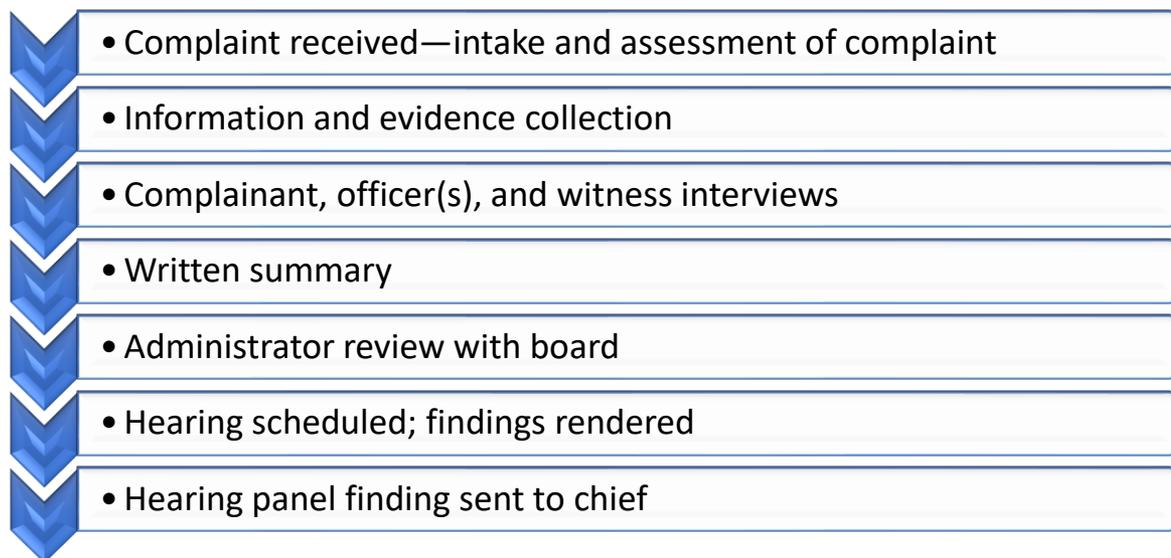 • Complaint received—intake and assessment of complaint
• Information and evidence collection
• Complainant, officer(s), and witness interviews
• Written summary
• Administrator review with board
• Hearing scheduled; findings rendered
• Hearing panel finding sent to chief